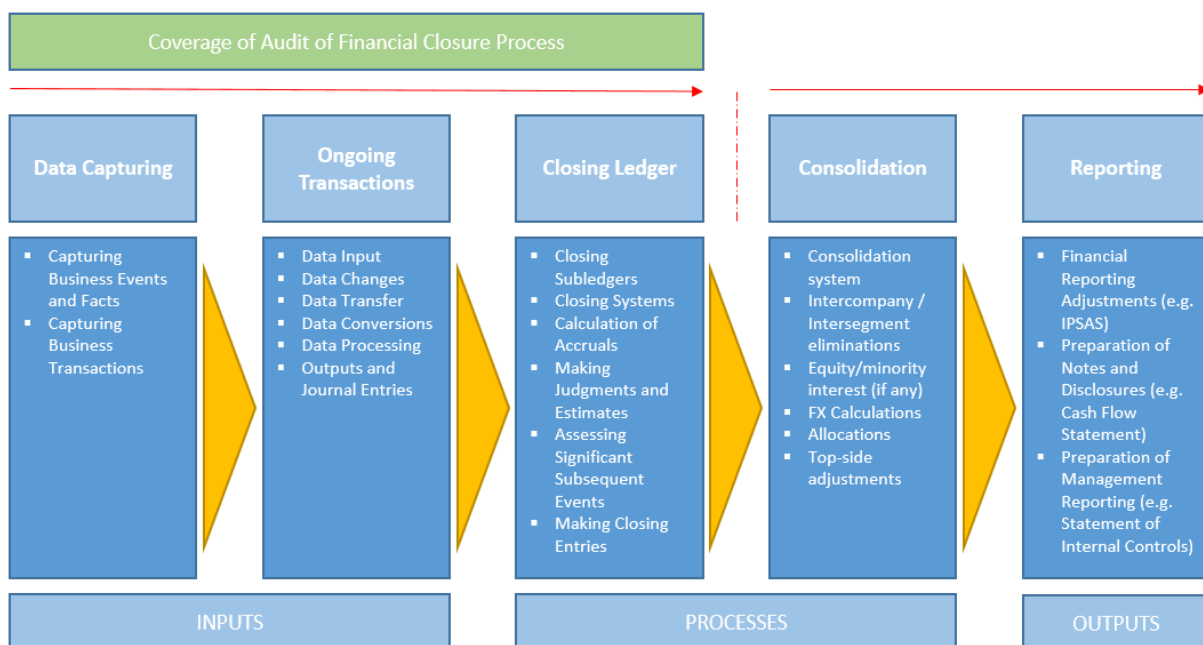 Coverage of Audit of Financial Closure Process
Data Capturing
Ongoing
Transactions
Closing Ledger
Consolidation
Reporting
▪ Capturing
Business Events
and Facts
▪ Capturing
Business
Transactions
▪ Data Input
▪ Data Changes
▪ Data Transfer
▪ Data Conversions
▪ Data Processing
▪ Outputs and
Journal Entries
▪ Closing
Subledgers
▪ Closing Systems
▪ Calculation of
Accruals
▪ Making
Judgments and
Estimates
▪ Assessing
Significant
Subsequent
Events
▪ Making Closing
Entries
▪ Consolidation
system
▪ Intercompany /
Intersegment
eliminations
▪ Equity/minority
interest (if any)
▪ FX Calculations
▪ Allocations
▪ Top-side
adjustments
▪ Financial
Reporting
Adjustments (e.g.
IPSAS)
▪ Preparation of
Notes and
Disclosures (e.g.
Cash Flow
Statement)
▪ Preparation of
Management
Reporting (e.g.
Statement of
Internal Controls)
INPUTS
PROCESSES
OUTPUTS